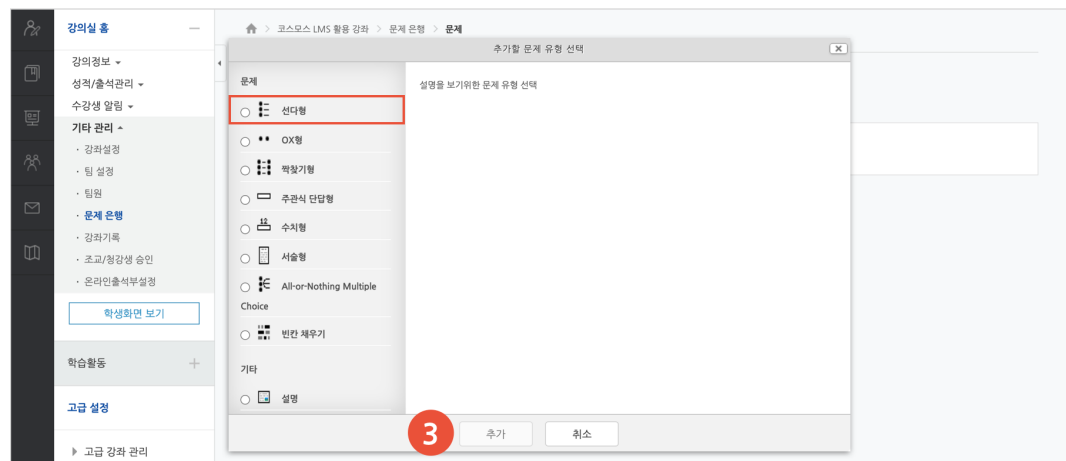 강의실 홈
강의정보
성적/출석관리
수강생 알림
기타 관리
· 강좌설정
· 팀 설정
· 팀원
· 문제 은행
· 강좌기록
· 조교/청강생 승인
· 온라인출석부설정
학생화면 보기
학습활동
고급 설정
고급 강좌 관리
> 코스모스 LMS 활용 강좌 > 문제 은행 > 문제
추가할 문제 유형 선택
문제
선다형
OX형
짝찾기형
주관식 단답형
12 수치형
서술형
All-or-Nothing Multiple
Choice
빈칸 채우기
기타
설명
설명을 보기위한 문제 유형 선택
3 추가 취소